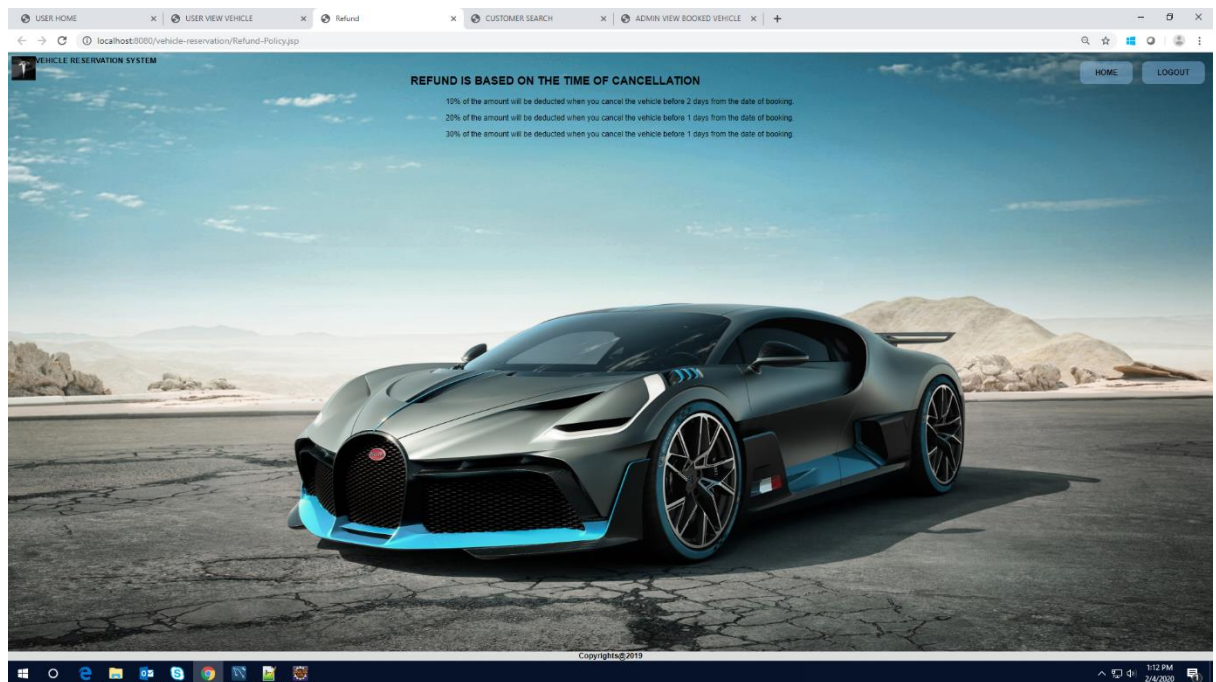 USER HOME
USER VIEW VEHICLE
Refund
CUSTOMER SEARCH
ADMIN VIEW BOOKED VEHICLE
localhost:8080/vehicle-reservation/Refund-Policy.jsp
VEHICLE RESERVATION SYSTEM
HOME
LOGOUT
REFUND IS BASED ON THE TIME OF CANCELLATION
10% of the amount will be deducted when you cancel the vehicle before 2 days from the date of booking.
20% of the amount will be deducted when you cancel the vehicle before 1 days from the date of booking.
30% of the amount will be deducted when you cancel the vehicle before 1 days from the date of booking.
Copyrights@2019
1:12 PM
2/4/2020